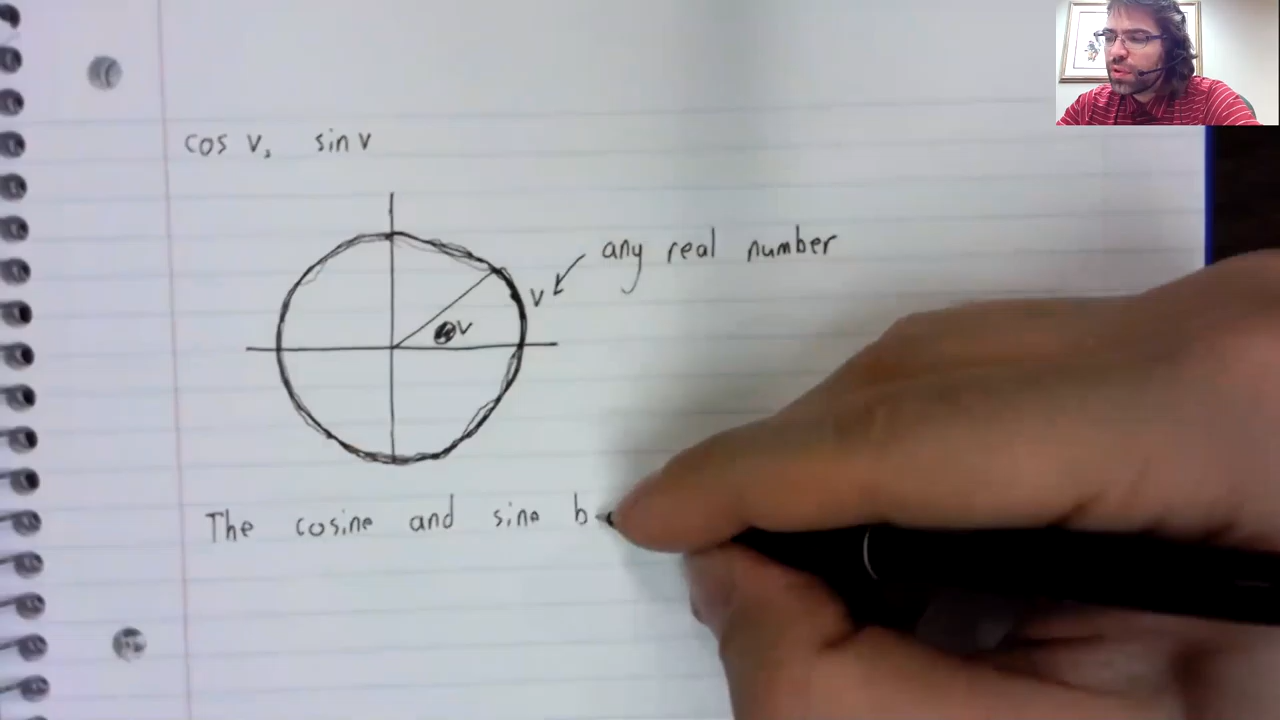 cos v, sin v
any real number
v
v
The cosine and sine b